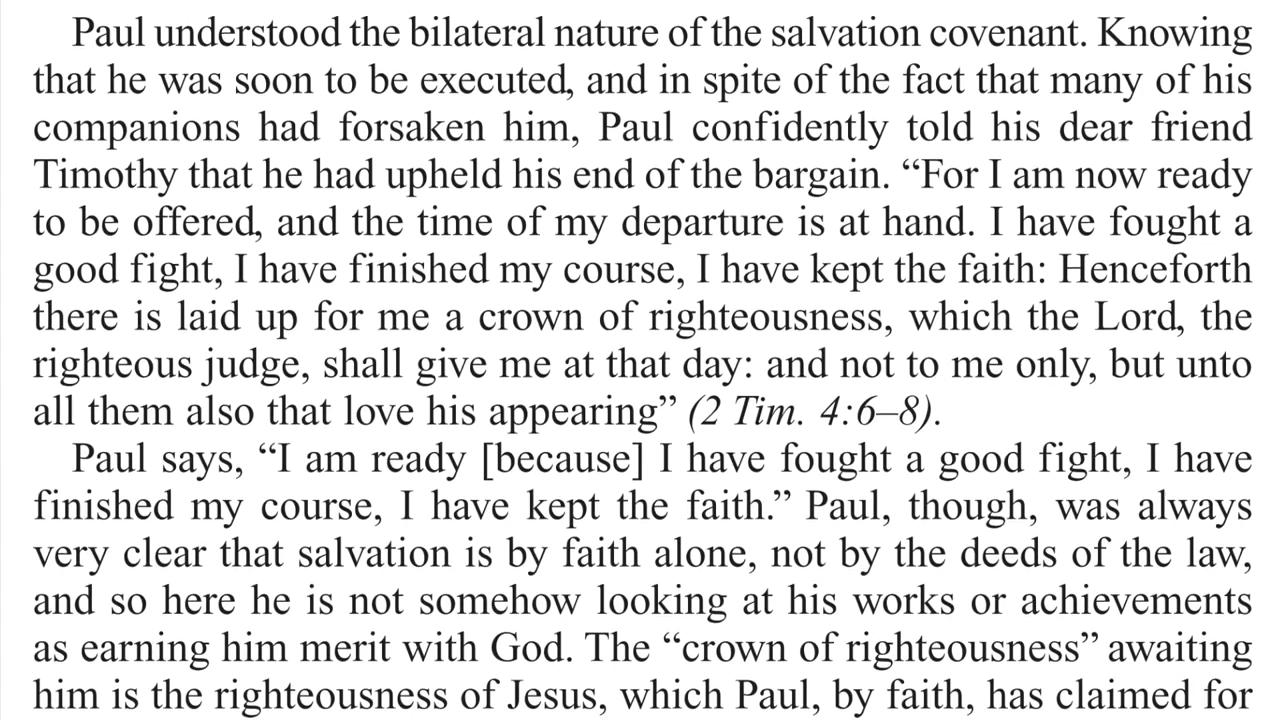 Paul understood the bilateral nature of the salvation covenant. Knowing
that he was soon to be executed, and in spite of the fact that many of his
companions had forsaken him, Paul confidently told his dear friend
Timothy that he had upheld his end of the bargain. “For I am now ready
to be offered, and the time of my departure is at hand. I have fought a
good fight, I have finished my course, I have kept the faith: Henceforth
there is laid up for me a crown of righteousness, which the Lord, the
righteous judge, shall give me at that day: and not to me only, but unto
all them also that love his appearing” (2 Tim. 4:6–8).
Paul says, “I am ready [because] I have fought a good fight, I have
finished my course, I have kept the faith.” Paul, though, was always
very clear that salvation is by faith alone, not by the deeds of the law,
and so here he is not somehow looking at his works or achievements
as earning him merit with God. The “crown of righteousness” awaiting
him is the righteousness of Jesus, which Paul, by faith, has claimed for